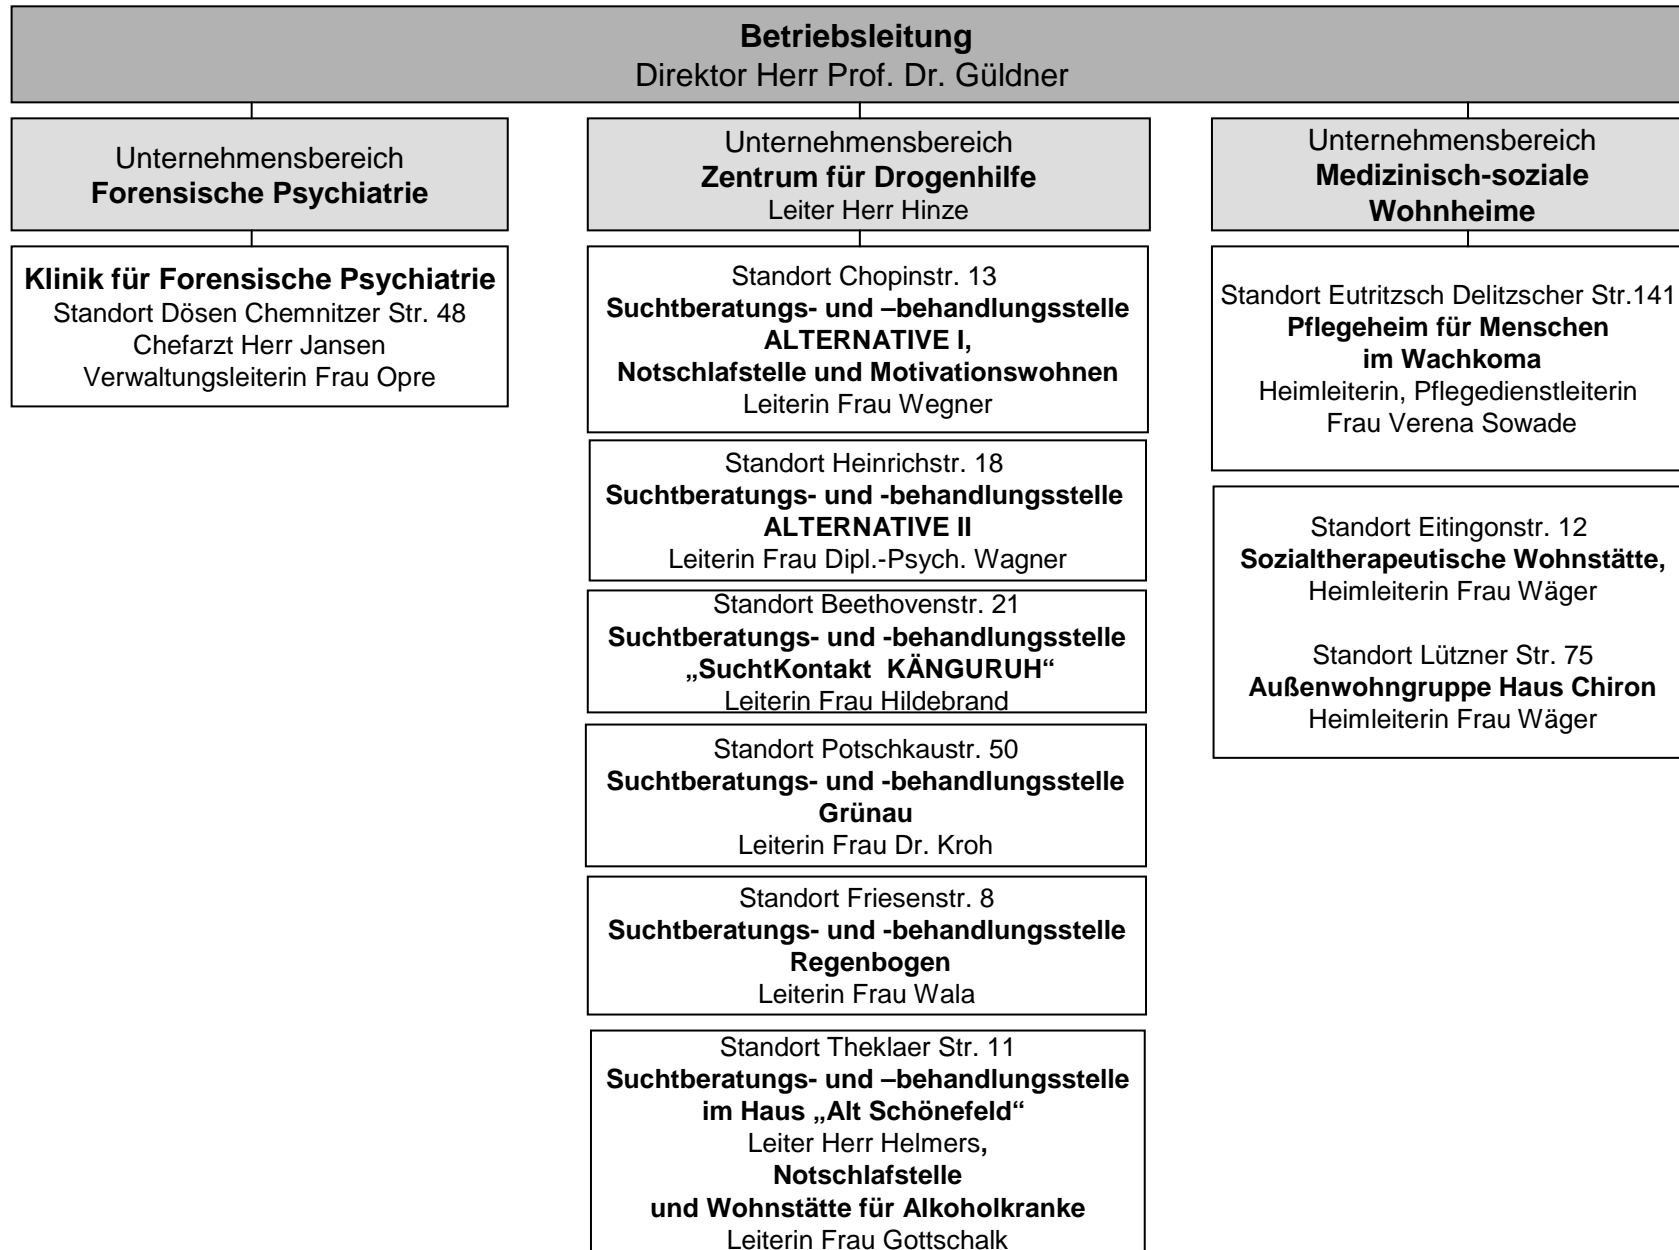 Betriebsleitung
Direktor Herr Prof. Dr. Güldner
Unternehmensbereich
Forensische Psychiatrie
Klinik für Forensische Psychiatrie
Standort Dösen Chemnitzer Str. 48
Chefarzt Herr Jansen
Verwaltungsleiterin Frau Opre
Unternehmensbereich
Zentrum für Drogenhilfe
Leiter Herr Hinze
Standort Chopinstr. 13
Suchtberatungs- und –behandlungsstelle
ALTERNATIVE I,
Notschlafstelle und Motivationswohnen
Leiterin Frau Wegner
Standort Heinrichstr. 18
Suchtberatungs- und -behandlungsstelle
ALTERNATIVE II
Leiterin Frau Dipl.-Psych. Wagner
Standort Beethovenstr. 21
Suchtberatungs- und -behandlungsstelle
„SuchtKontakt  KÄNGURUH“
Leiterin Frau Hildebrand
Standort Potschkaustr. 50
Suchtberatungs- und -behandlungsstelle
Grünau
Leiterin Frau Dr. Kroh
Standort Friesenstr. 8
Suchtberatungs- und -behandlungsstelle
Regenbogen
Leiterin Frau Wala
Standort Theklaer Str. 11
Suchtberatungs- und –behandlungsstelle
im Haus „Alt Schönefeld“
Leiter Herr Helmers,
Notschlafstelle
und Wohnstätte für Alkoholkranke
Leiterin Frau Gottschalk
Unternehmensbereich
Medizinisch-soziale
Wohnheime
Standort Eutritzsch Delitzscher Str.141
Pflegeheim für Menschen
im Wachkoma
Heimleiterin, Pflegedienstleiterin
Frau Verena Sowade
Standort Eitingonstr. 12
Sozialtherapeutische Wohnstätte,
Heimleiterin Frau Wäger
Standort Lützner Str. 75
Außenwohngruppe Haus Chiron
Heimleiterin Frau Wäger